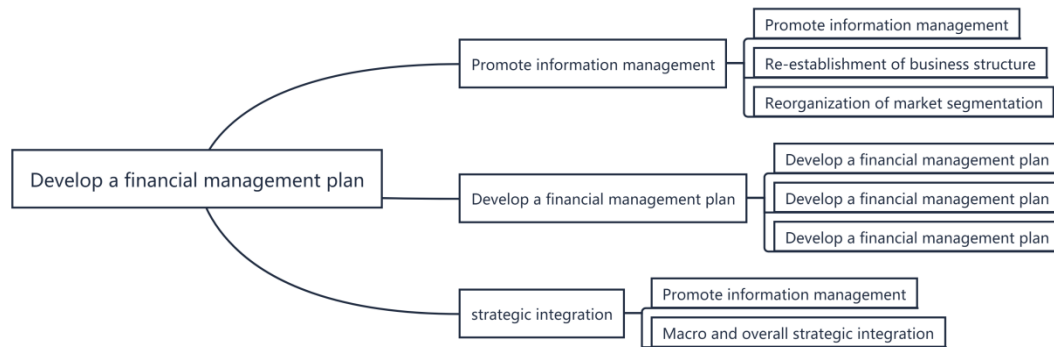 Develop a financial management plan
Promote information management
Promote information management
Re-establishment of business structure
Reorganization of market segmentation
Develop a financial management plan
Develop a financial management plan
Develop a financial management plan
Develop a financial management plan
strategic integration
Promote information management
Macro and overall strategic integration